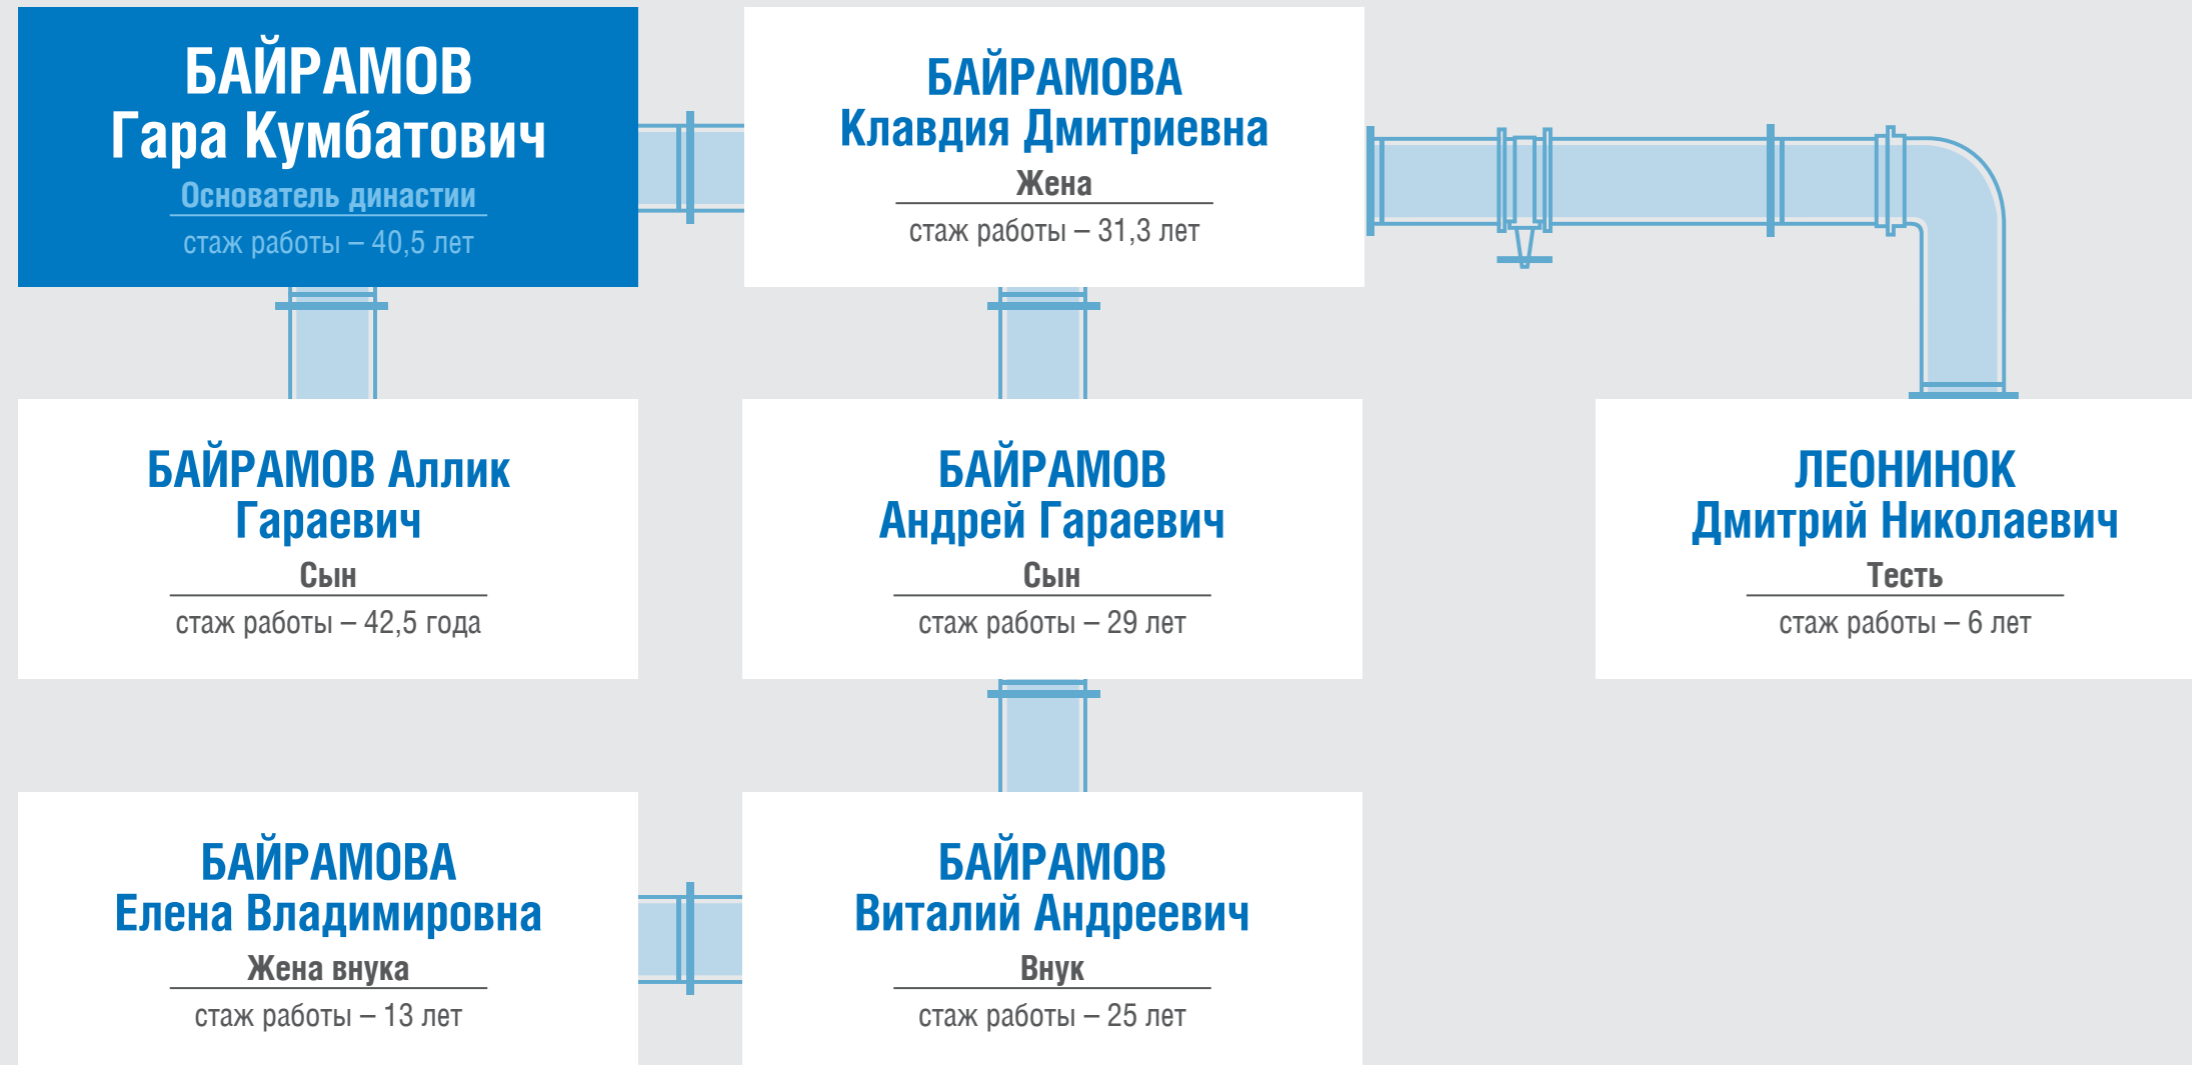 БАЙРАМОВ
Гара Кумбатович
Основатель династии
стаж работы – 40,5 лет
БАЙРАМОВА
Клавдия Дмитриевна
Жена
стаж работы – 31,3 лет
БАЙРАМОВ Аллик
Гараевич
Сын
стаж работы – 42,5 года
БАЙРАМОВ
Андрей Гараевич
Сын
стаж работы – 29 лет
ЛЕОНИНОК
Дмитрий Николаевич
Тесть
стаж работы – 6 лет
БАЙРАМОВА
Елена Владимировна
Жена внука
стаж работы – 13 лет
БАЙРАМОВ
Виталий Андреевич
Внук
стаж работы – 25 лет